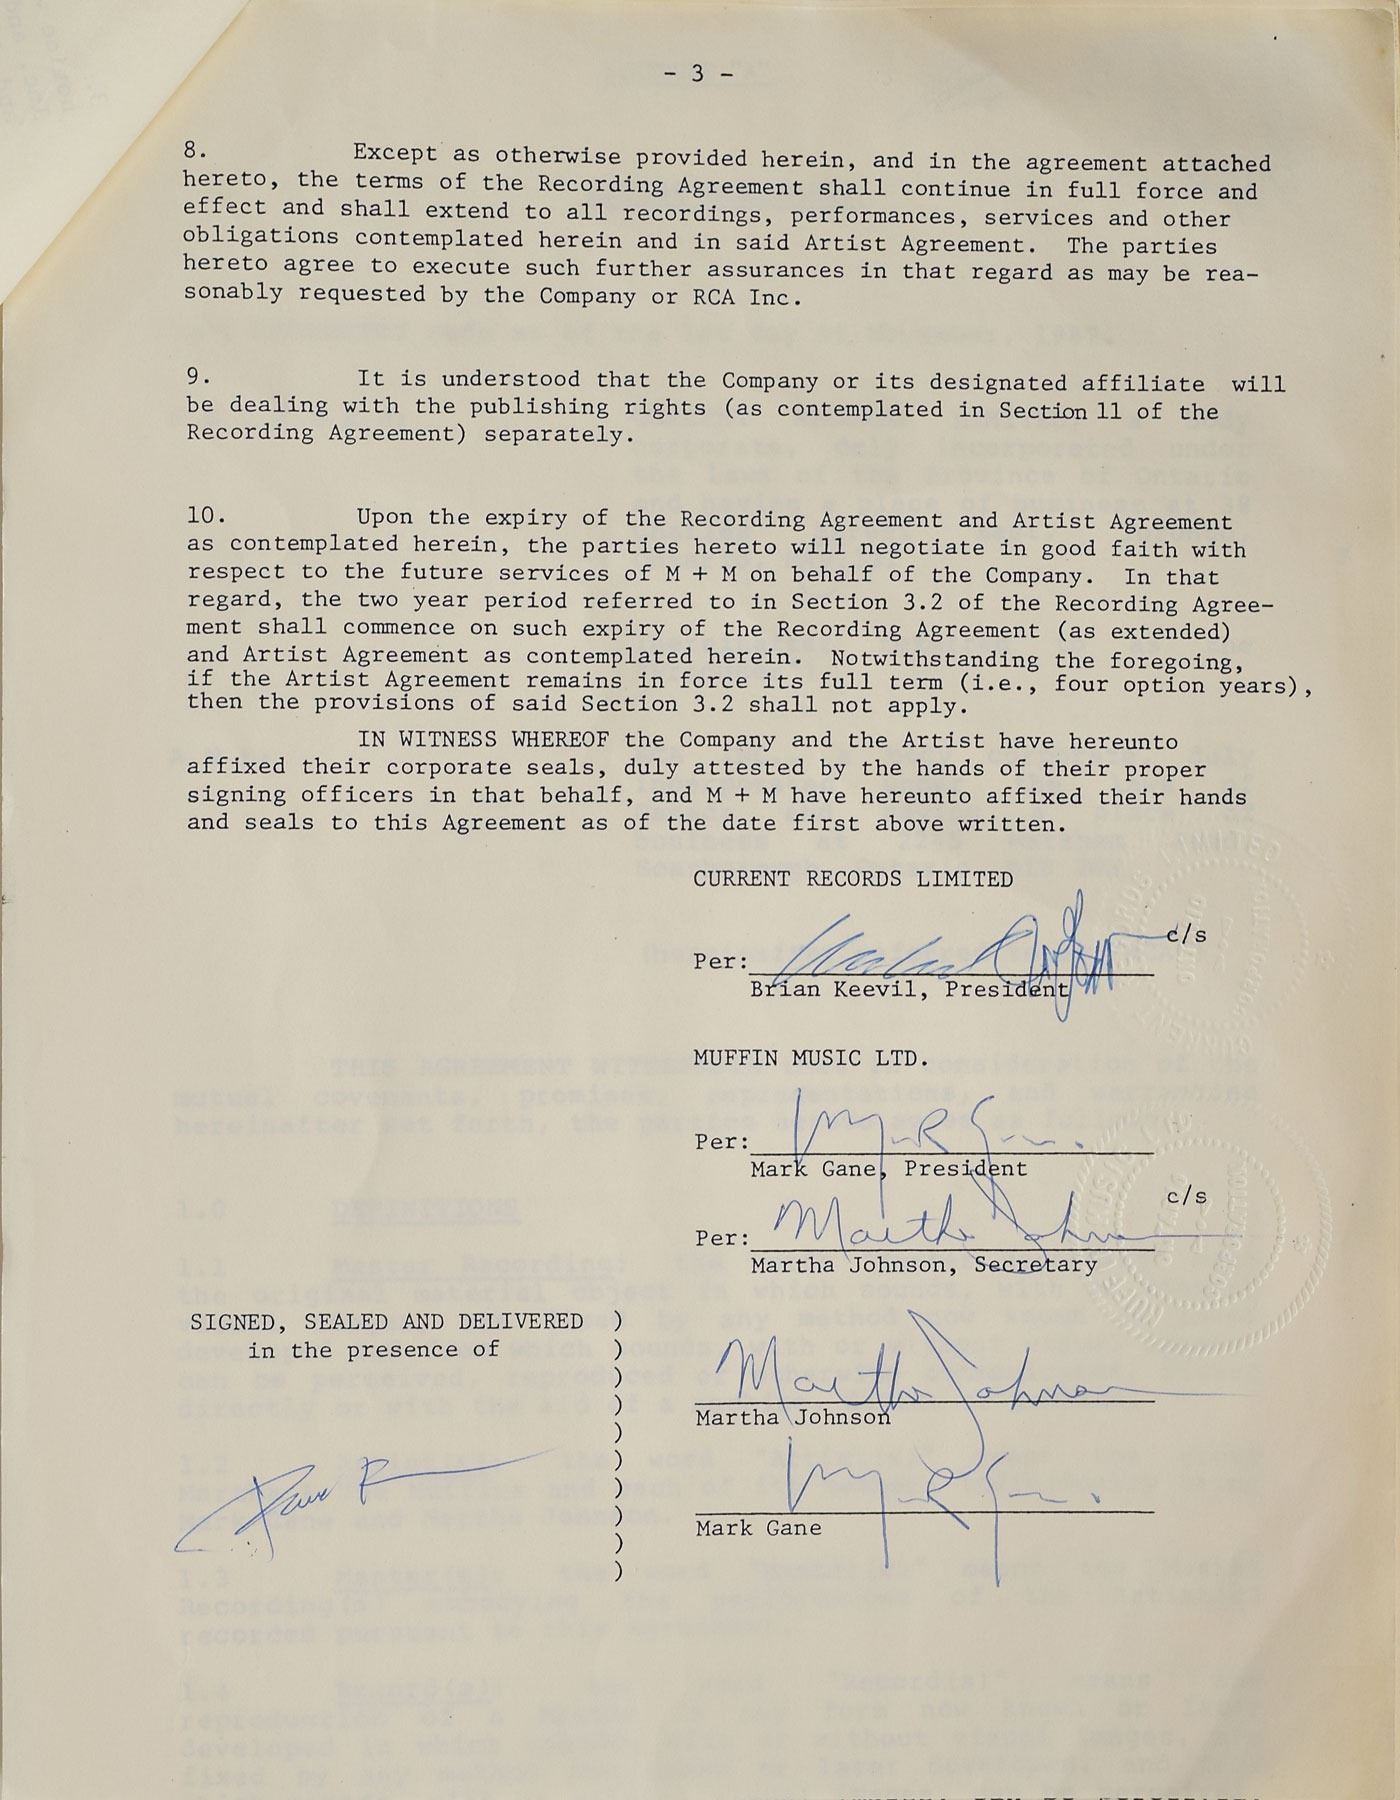 - 3 -
8. Except as otherwise provided herein, and in the agreement attached
hereto, the terms of the Recording Agreement shall continue in full force and
effect and shall extend to all recordings, performances, services and other
obligations contemplated herein and in said Artist Agreement. The parties
hereto agree to execute such further assurances in that regard as may be rea-
sonably requested by the Company or RCA Inc.
9. It is understood that the Company or its designated affiliate will
be dealing with the publishing rights (as contemplated in Section 11 of the
Recording Agreement) separately.
10. Upon the expiry of the Recording Agreement and Artist Agreement
as contemplated herein, the parties hereto will negotiate in good faith with
respect to the future services of M + M on behalf of the Company. In that
regard, the two year period referred to in Section 3.2 of the Recording Agree-
ment shall commence on such expiry of the Recording Agreement (as extended)
and Artist Agreement as contemplated herein. Notwithstanding the foregoing,
if the Artist Agreement remains in force its full term (i.e., four option years),
then the provisions of said Section 3.2 shall not apply.
IN WITNESS WHEREOF the Company and the Artist have hereunto
affixed their corporate seals, duly attested by the hands of their proper
signing officers in that behalf, and M + M have hereunto affixed their hands
and seals to this Agreement as of the date first above written.
CURRENT RECORDS LIMITED
c/s
Per:
Brian Keevil, President
MUFFIN MUSIC LTD.
Per:
Mark Gane, President
c/s
Per: Martha Johnson
Martha Johnson, Secretary
SIGNED, SEALED AND DELIVERED )
in the presence of )
)
)
)
)
)
)
)
)
Martha Johnson
Martha Johnson
Mark Gane